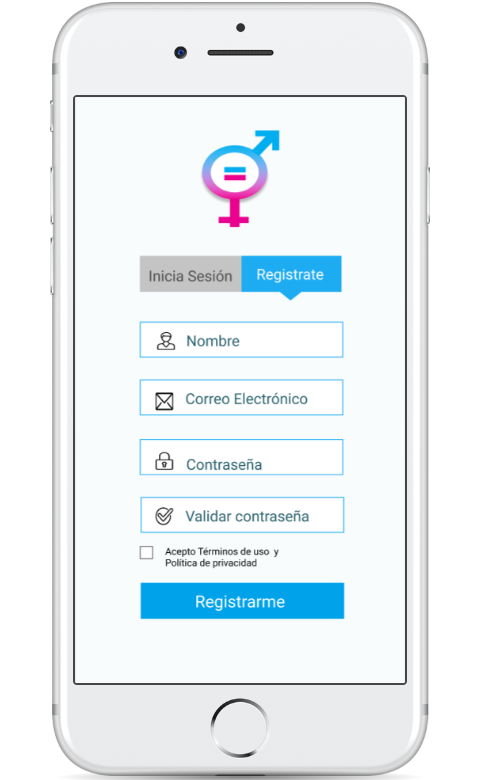 Inicia Sesión
Registrate
Nombre
Correo Electrónico
Contraseña
Validar contraseña
Acepto Términos de uso y
Política de privacidad
Registrarme